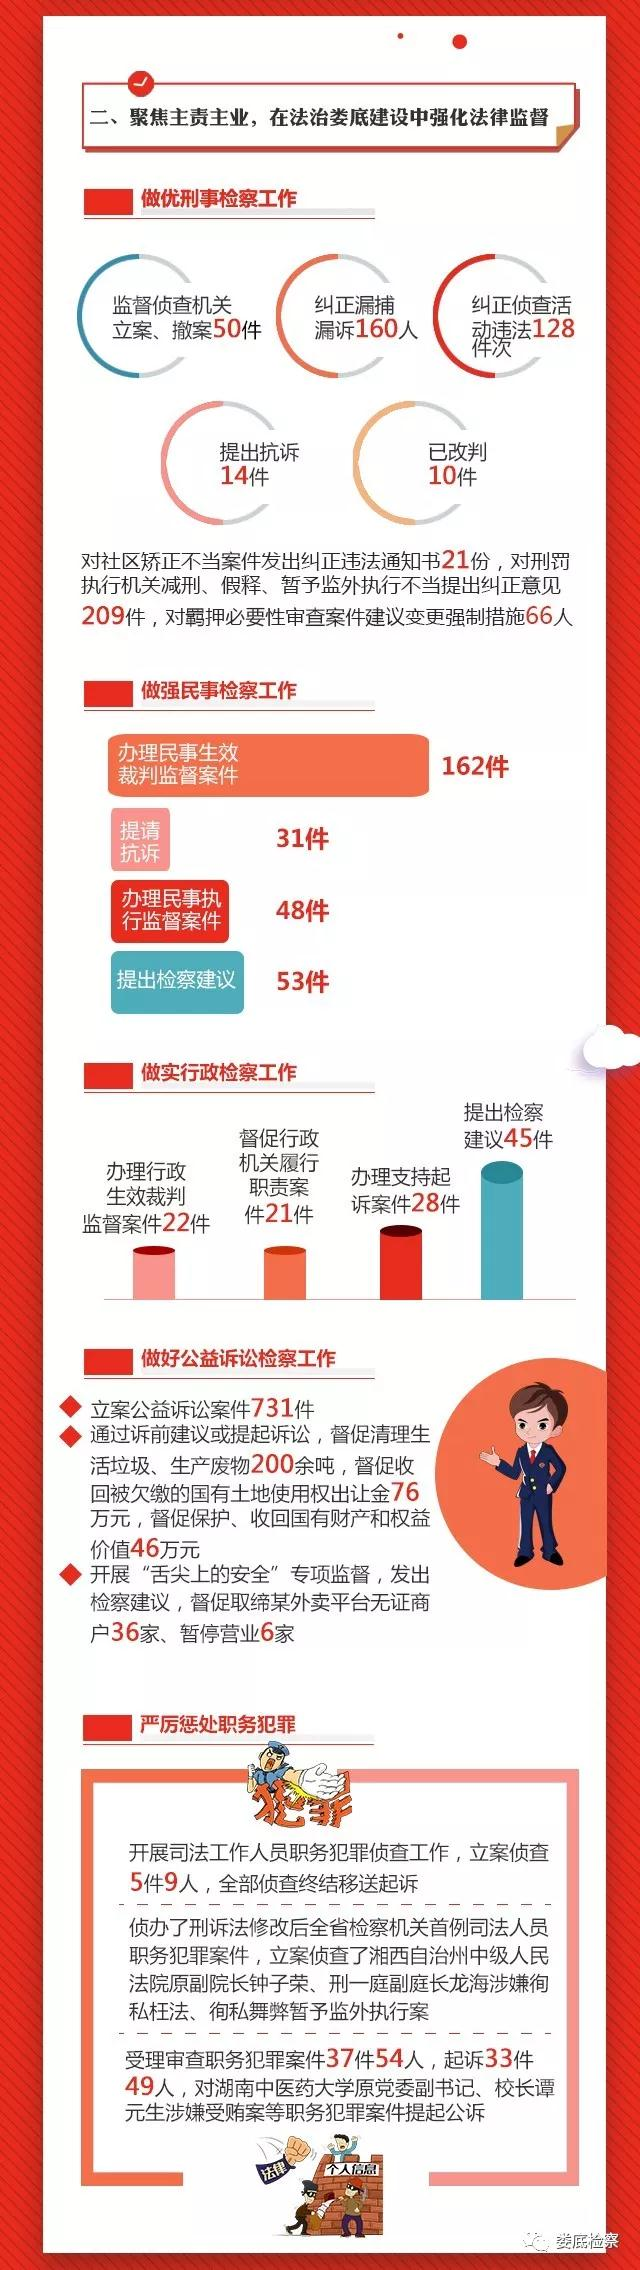 二、聚焦主责主业，在法治娄底建设中强化法律监督
做优刑事检察工作
监督侦查机关
立案、撤案50件
纠正漏捕
漏诉160人
纠正侦查活
动违法128
件次
提出抗诉
14件
已改判
10件
对社区矫正不当案件发出纠正违法通知书21份，对刑罚
执行机关减刑、假释、暂予监外执行不当提出纠正意见
209件，对羁押必要性审查案件建议变更强制措施66人
做强民事检察工作
办理民事生效
裁判监督案件
162件
提请
抗诉
31件
办理民事执
行监督案件
48件
提出检察建议
53件
做实行政检察工作
办理行政
生效裁判
监督案件22件
督促行政
机关履行
职责案
件21件
办理支持起
诉案件28件
提出检察
建议45件
做好公益诉讼检察工作
立案公益诉讼案件731件
通过诉前建议或提起诉讼，督促清理生
活垃圾、生产废物200余吨，督促收
回被欠缴的国有土地使用权出让金76
万元，督促保护、收回国有财产和权益
价值46万元
开展“舌尖上的安全”专项监督，发出
检察建议，督促取缔某外卖平台无证商
户36家、暂停营业6家
严厉惩处职务犯罪
犯罪
开展司法工作人员职务犯罪侦查工作，立案侦查
5件9人，全部侦查终结移送起诉
侦办了刑诉法修改后全省检察机关首例司法人员
职务犯罪案件，立案侦查了湘西自治州中级人民
法院原副院长钟子荣、刑一庭副庭长龙海涉嫌徇
私枉法、徇私舞弊暂予监外执行案
受理审查职务犯罪案件37件54人，起诉33件
49人，对湖南中医药大学原党委副书记、校长谭
元生涉嫌受贿案等职务犯罪案件提起公诉
法律
个人信息
娄底检察